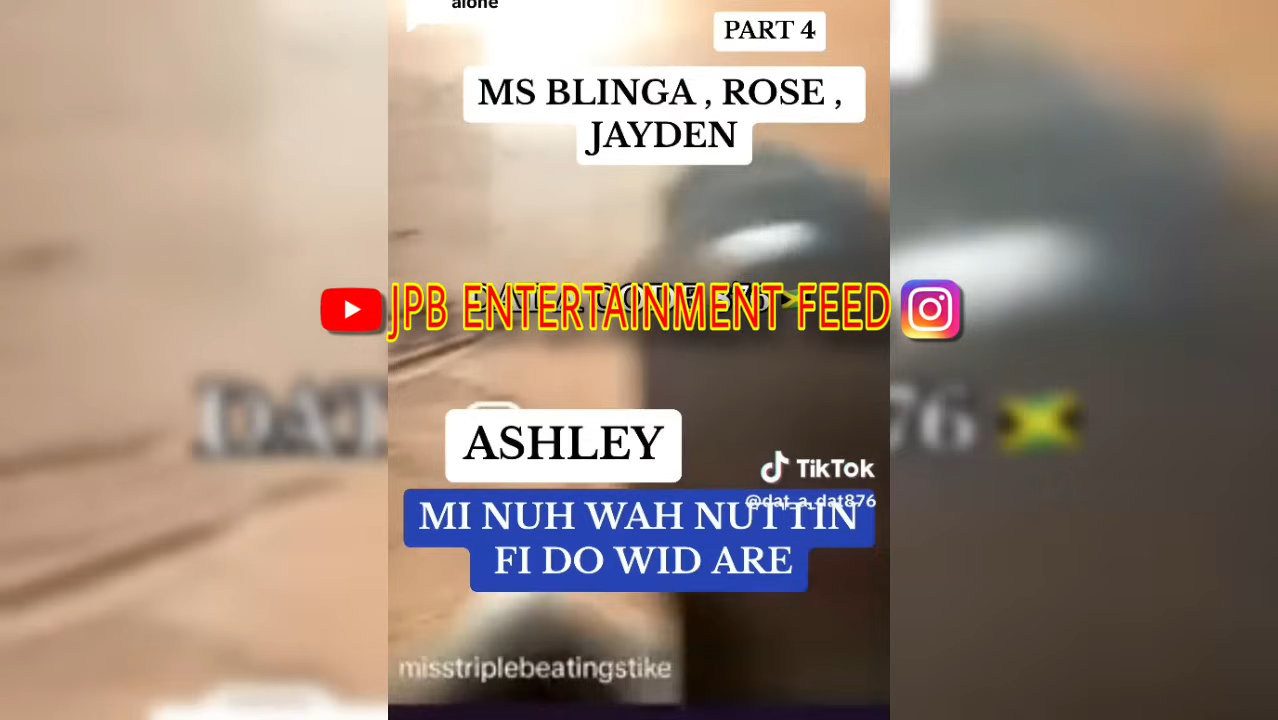 alone
PART 4
MS BLINGA , ROSE ,
JAYDEN
JPB ENTERTAINMENT FEED
ASHLEY
TikTok
@dat_a_dat876
MI NUH WAH NUTTIN
FI DO WID ARE
misstriplebeatingstike